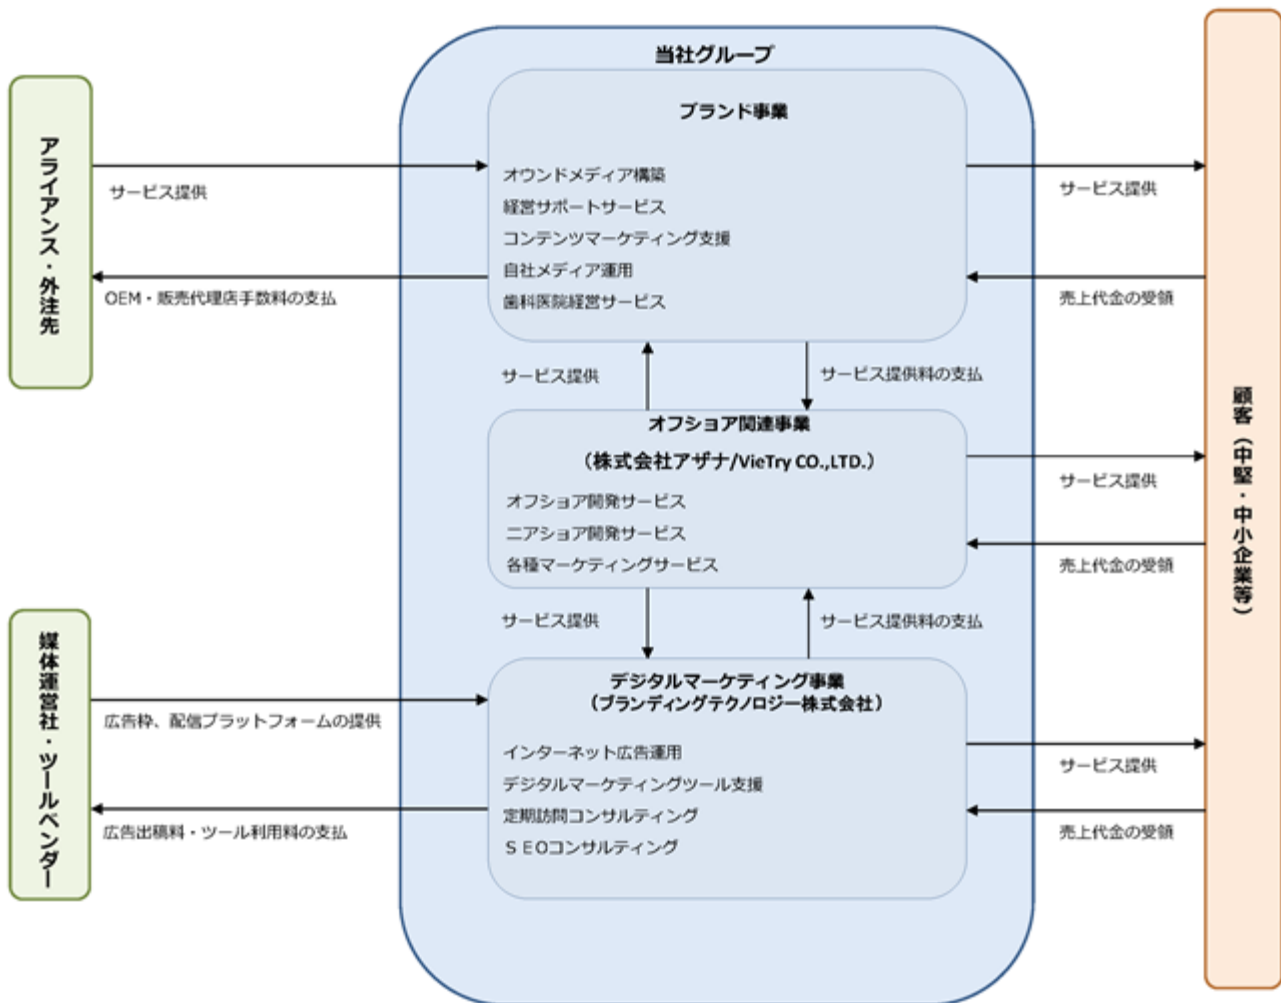 当社グループ
アライアンス・外注先
サービス提供
OEM・販売代理店手数料の支払
ブランド事業
オウンドメディア構築
経営サポートサービス
コンテンツマーケティング支援
自社メディア運用
歯科医院経営サービス
サービス提供
売上代金の受領
サービス提供
サービス提供料の支払
オフショア関連事業
（株式会社アザナ/VieTry CO.,LTD.）
オフショア開発サービス
ニアショア開発サービス
各種マーケティングサービス
サービス提供
売上代金の受領
サービス提供
サービス提供料の支払
媒体運営社・ツールベンダー
広告枠、配信プラットフォームの提供
広告出稿料・ツール利用料の支払
デジタルマーケティング事業
（ブランディングテクノロジー株式会社）
インターネット広告運用
デジタルマーケティングツール支援
定期訪問コンサルティング
ＳＥOコンサルティング
サービス提供
売上代金の受領
顧客（中堅・中小企業等）